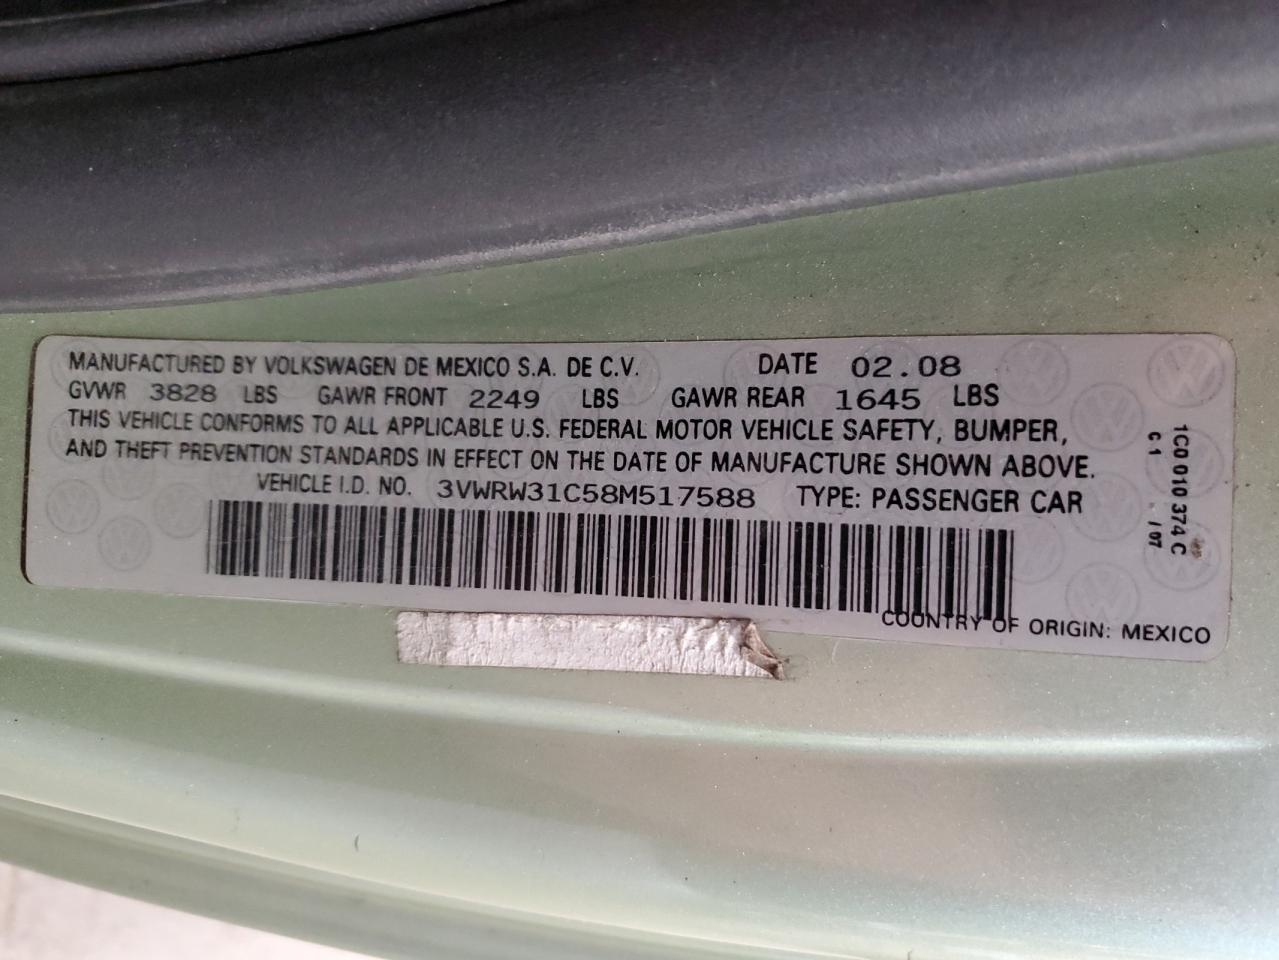 MANUFACTURED BY VOLKSWAGEN DE MEXICO S.A. DE C.V. DATE 02.08
GVWR 3828 LBS GAWR FRONT 2249 LBS GAWR REAR 1645 LBS
THIS VEHICLE CONFORMS TO ALL APPLICABLE U.S. FEDERAL MOTOR VEHICLE SAFETY, BUMPER,
AND THEFT PREVENTION STANDARDS IN EFFECT ON THE DATE OF MANUFACTURE SHOWN ABOVE.
VEHICLE I.D. NO. 3VWRW31C58M517588 TYPE: PASSENGER CAR
COUNTRY OF ORIGIN: MEXICO
1C0 010 374 C
C 1 . / 07